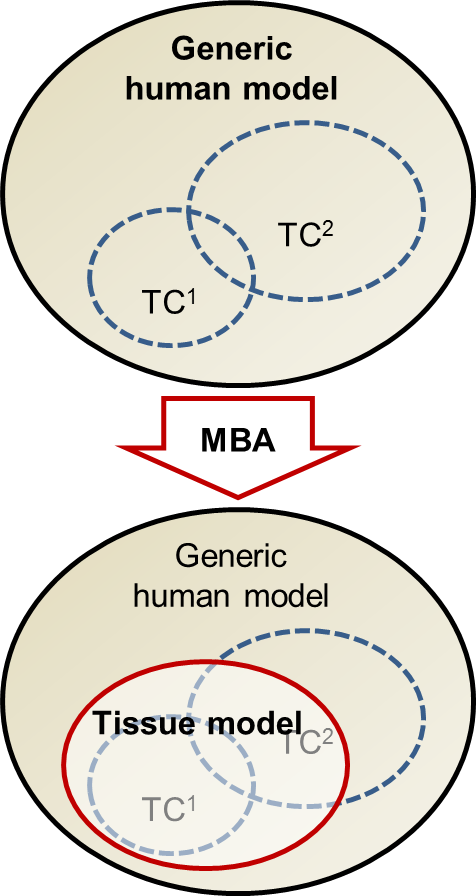 Generic
human model
TC²
TC¹
MBA
Generic
human model
Tissue model
TC²
TC¹